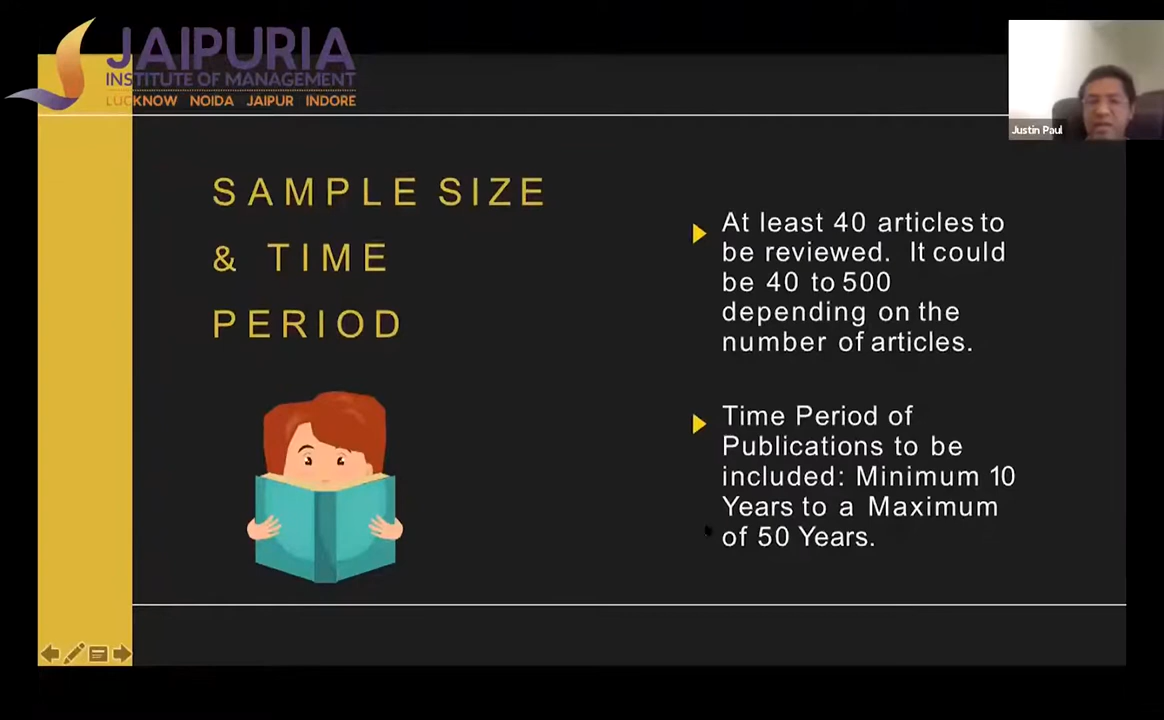 JAIPURIA
INSTITUTE OF MANAGEMENT
LUCKNOW NOIDA JAIPUR INDORE
Justin Paul
SAMPLE SIZE
& TIME
PERIOD
At least 40 articles to
be reviewed. It could
be 40 to 500
depending on the
number of articles.
Time Period of
Publications to be
included: Minimum 10
Years to a Maximum
of 50 Years.